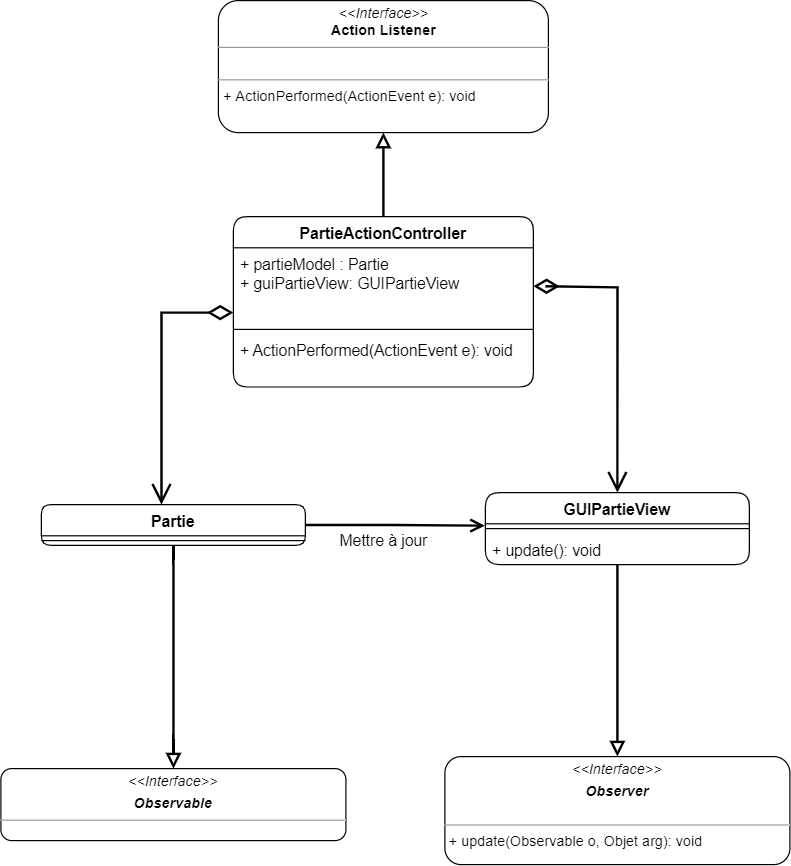 <<Interface>>
Action Listener
+ ActionPerformed(ActionEvent e): void
PartieActionController
+ partieModel : Partie
+ guiPartieView: GUIPartieView
+ ActionPerformed(ActionEvent e): void
Partie
Mettre à jour
GUIPartieView
+ update(): void
<<Interface>>
Observable
<<Interface>>
Observer
+ update(Observable o, Objet arg): void